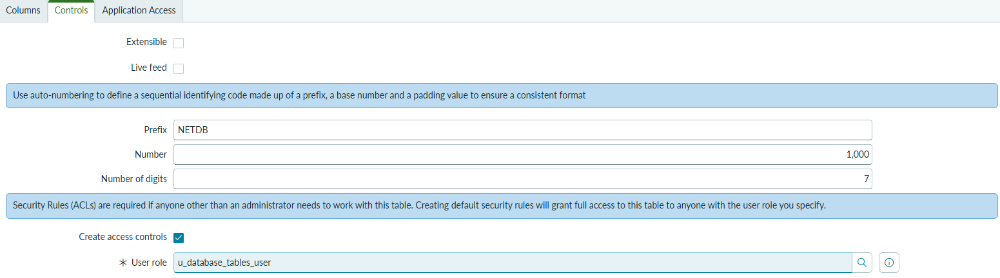 Columns Controls Application Access
Extensible
Live feed
Use auto-numbering to define a sequential identifying code made up of a prefix, a base number and a padding value to ensure a consistent format
Prefix NETDB
Number 1,000
Number of digits 7
Security Rules (ACLs) are required if anyone other than an administrator needs to work with this table. Creating default security rules will grant full access to this table to anyone with the user role you specify.
Create access controls
* User role u_database_tables_user